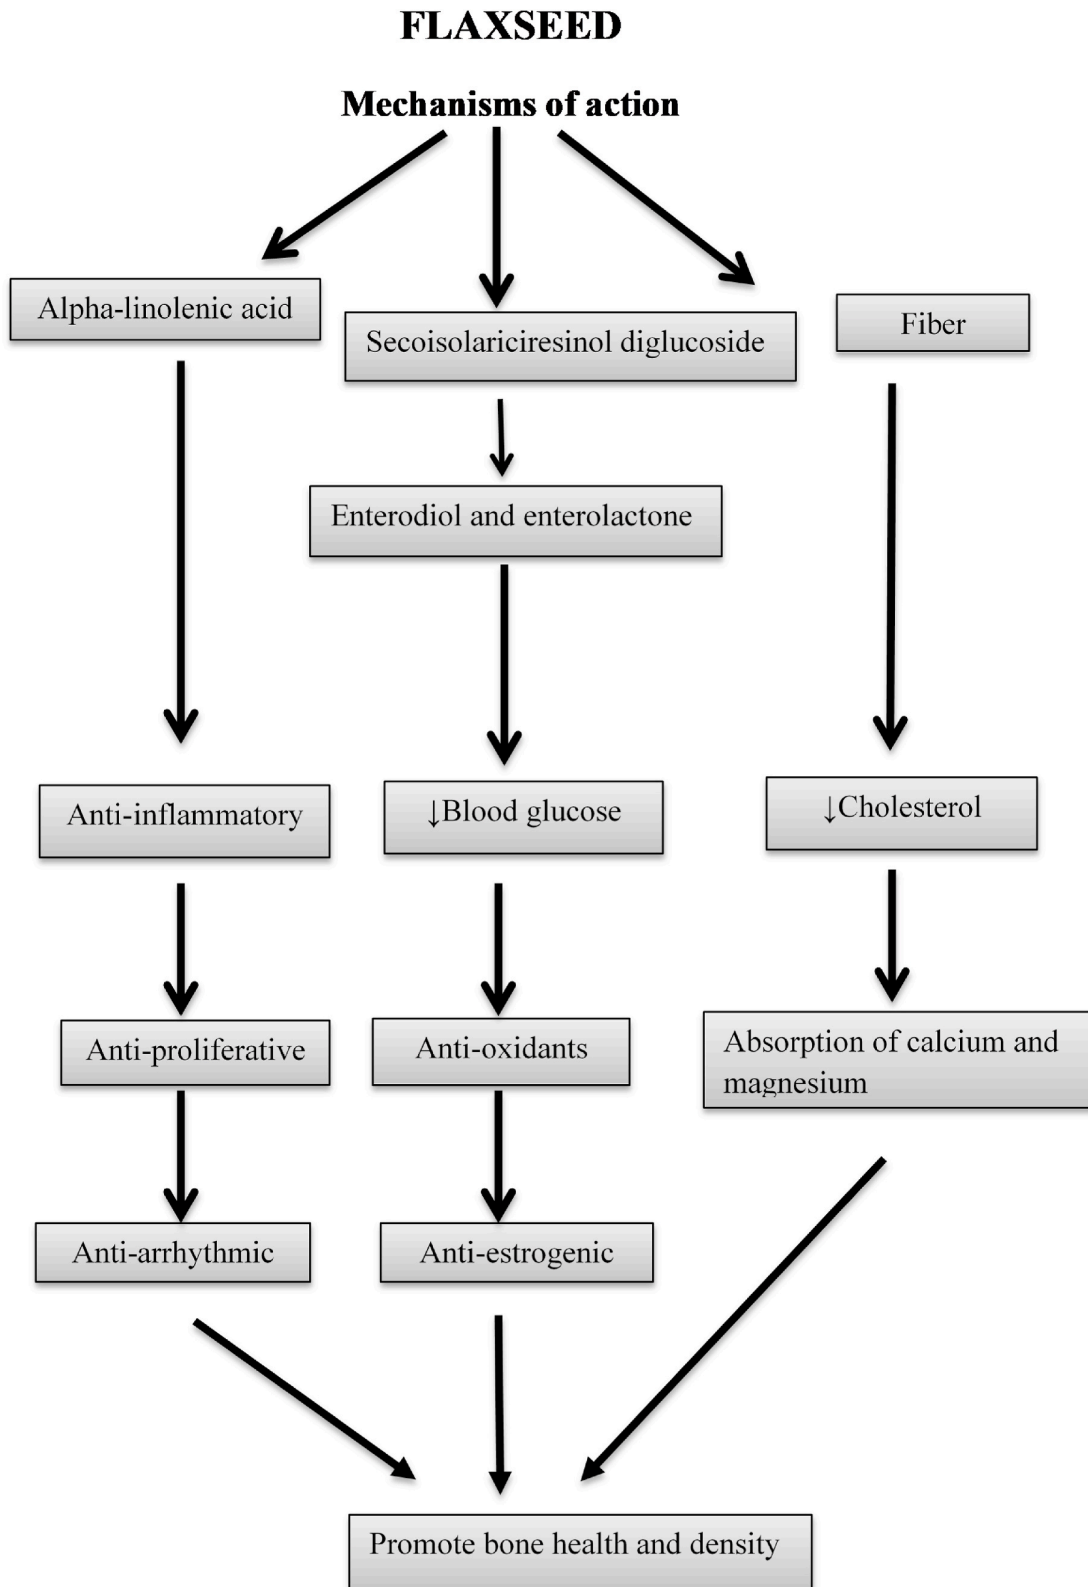 FLAXSEED
Mechanisms of action
Alpha-linolenic acid
Secoisolariciresinol diglucoside
Fiber
Enterodiol and enterolactone
Anti-inflammatory
↓Blood glucose
↓Cholesterol
Anti-proliferative
Anti-oxidants
Absorption of calcium and
magnesium
Anti-arrhythmic
Anti-estrogenic
Promote bone health and density